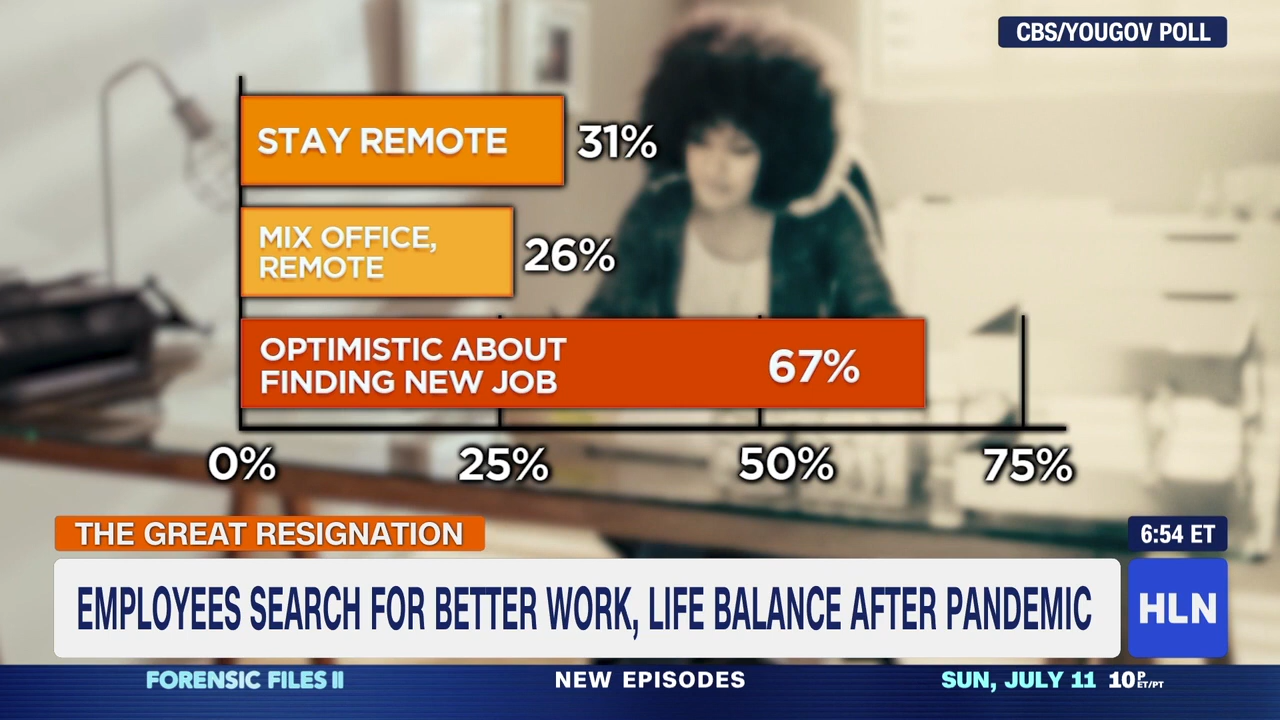 CBS/YOUGOV POLL
STAY REMOTE 31%
MIX OFFICE,
REMOTE
26%
OPTIMISTIC ABOUT
FINDING NEW JOB
67%
0% 25% 50% 75%
THE GREAT RESIGNATION
6:54 ET
EMPLOYEES SEARCH FOR BETTER WORK, LIFE BALANCE AFTER PANDEMIC
HLN
FORENSIC FILES II NEW EPISODES SUN, JULY 11 10P ET/PT